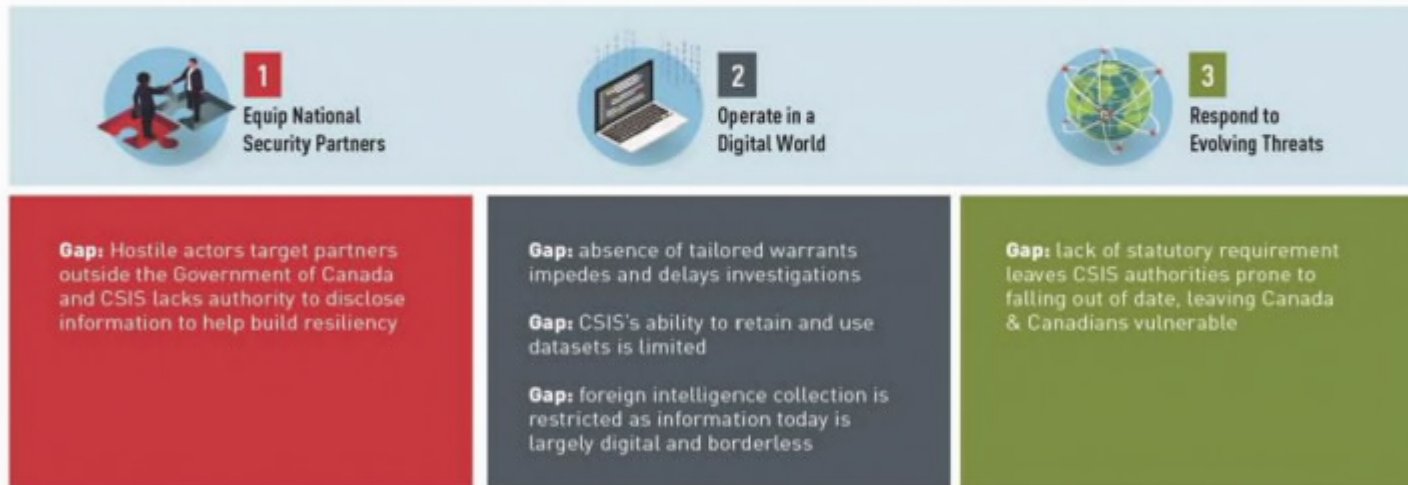 1
Equip National
Security Partners
2
Operate in a
Digital World
3
Respond to
Evolving Threats
Gap: Hostile actors target partners
outside the Government of Canada
and CSIS lacks authority to disclose
information to help build resiliency
Gap: absence of tailored warrants
impedes and delays investigations
Gap: CSIS's ability to retain and use
datasets is limited
Gap: foreign intelligence collection is
restricted as information today is
largely digital and borderless
Gap: lack of statutory requirement
leaves CSIS authorities prone to
falling out of date, leaving Canada
& Canadians vulnerable